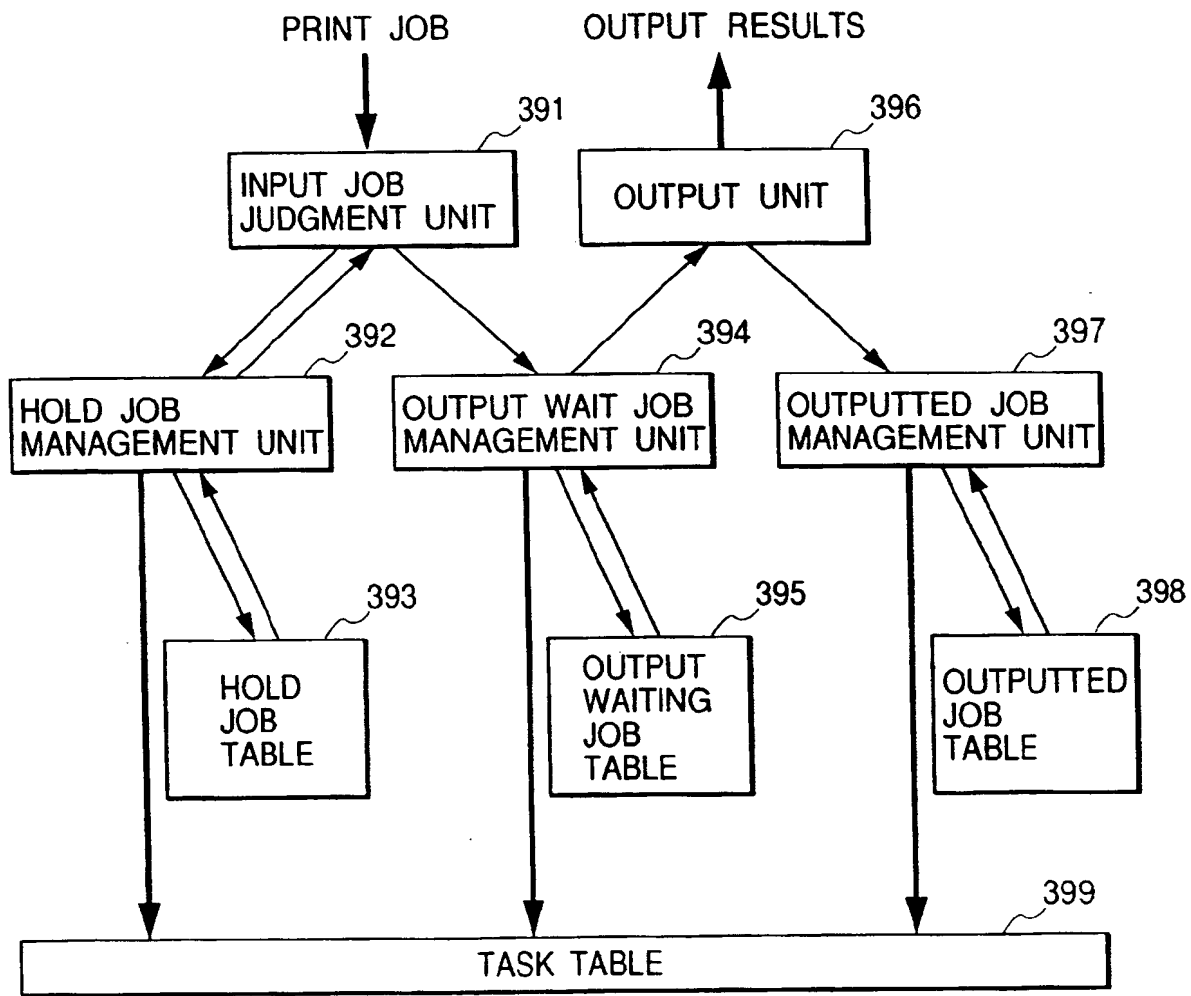 PRINT JOB
OUTPUT RESULTS
391
396
INPUT JOB
JUDGMENT UNIT
OUTPUT UNIT
392
394
397
HOLD JOB
MANAGEMENT UNIT
OUTPUT WAIT JOB
MANAGEMENT UNIT
OUTPUTTED JOB
MANAGEMENT UNIT
393
395
398
HOLD
JOB
TABLE
OUTPUT
WAITING
JOB
TABLE
OUTPUTTED
JOB
TABLE
399
TASK TABLE